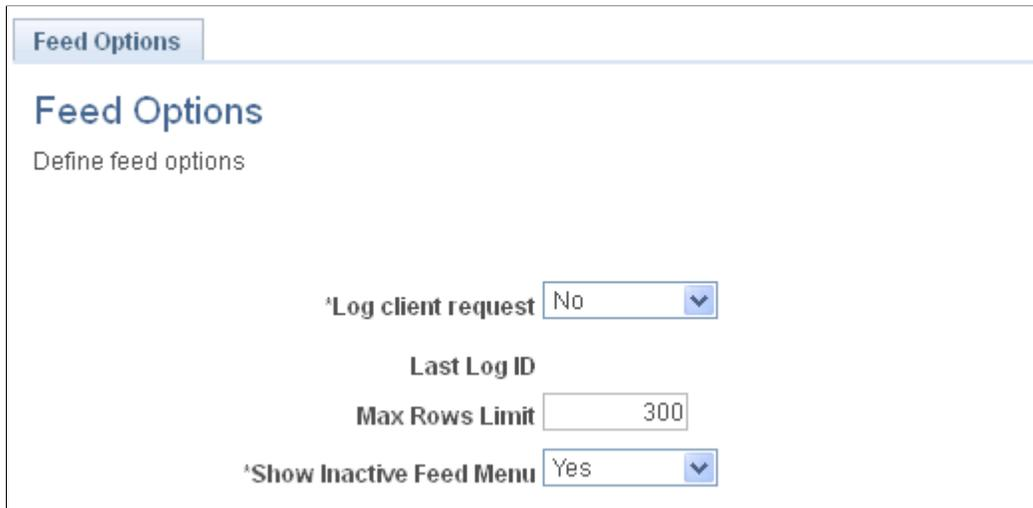 Feed Options
Feed Options
Define feed options
*Log client request No
Last Log ID
Max Rows Limit 300
*Show Inactive Feed Menu Yes